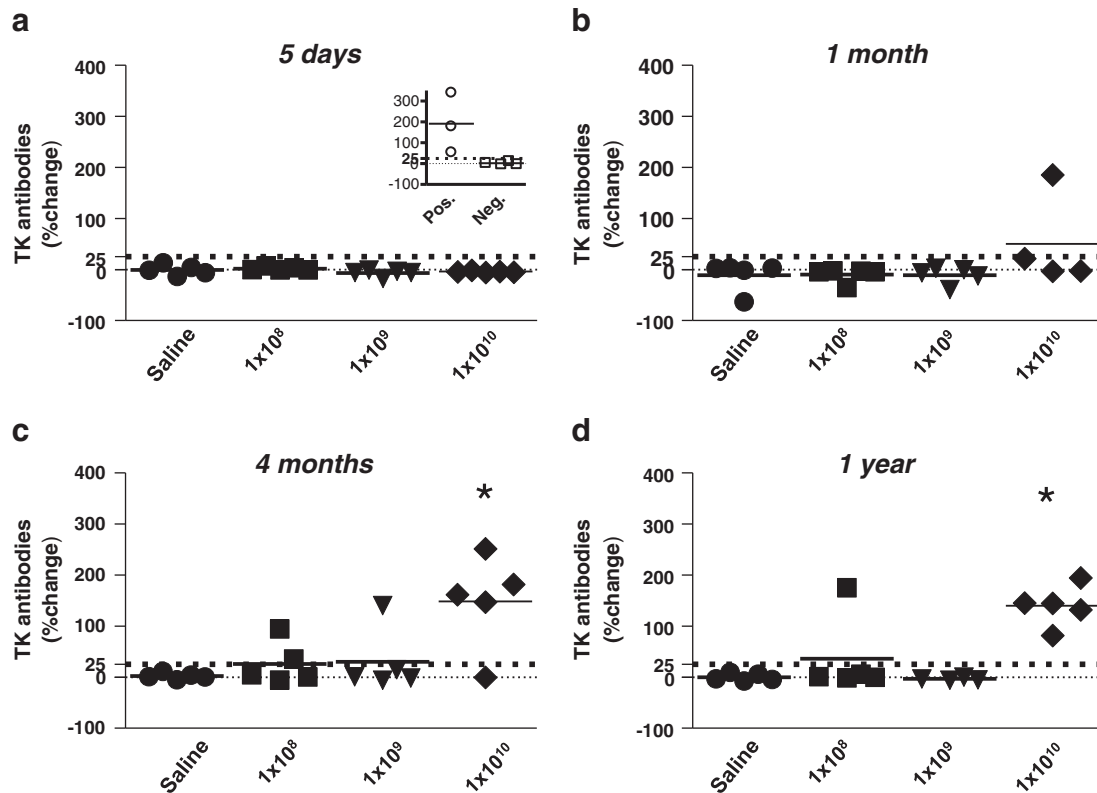 a
5 days
TK antibodies
(%change)
400
300
200
100
25
0
-100
Saline
1x10⁸
1x10⁹
1x10¹⁰
300
200
100
25
0
-100
Pos.
Neg.
b
1 month
TK antibodies
(%change)
400
300
200
100
25
0
-100
Saline
1x10⁸
1x10⁹
1x10¹⁰
c
4 months
TK antibodies
(%change)
400
300
200
100
25
0
-100
*
Saline
1x10⁸
1x10⁹
1x10¹⁰
d
1 year
TK antibodies
(%change)
400
300
200
100
25
0
-100
*
Saline
1x10⁸
1x10⁹
1x10¹⁰